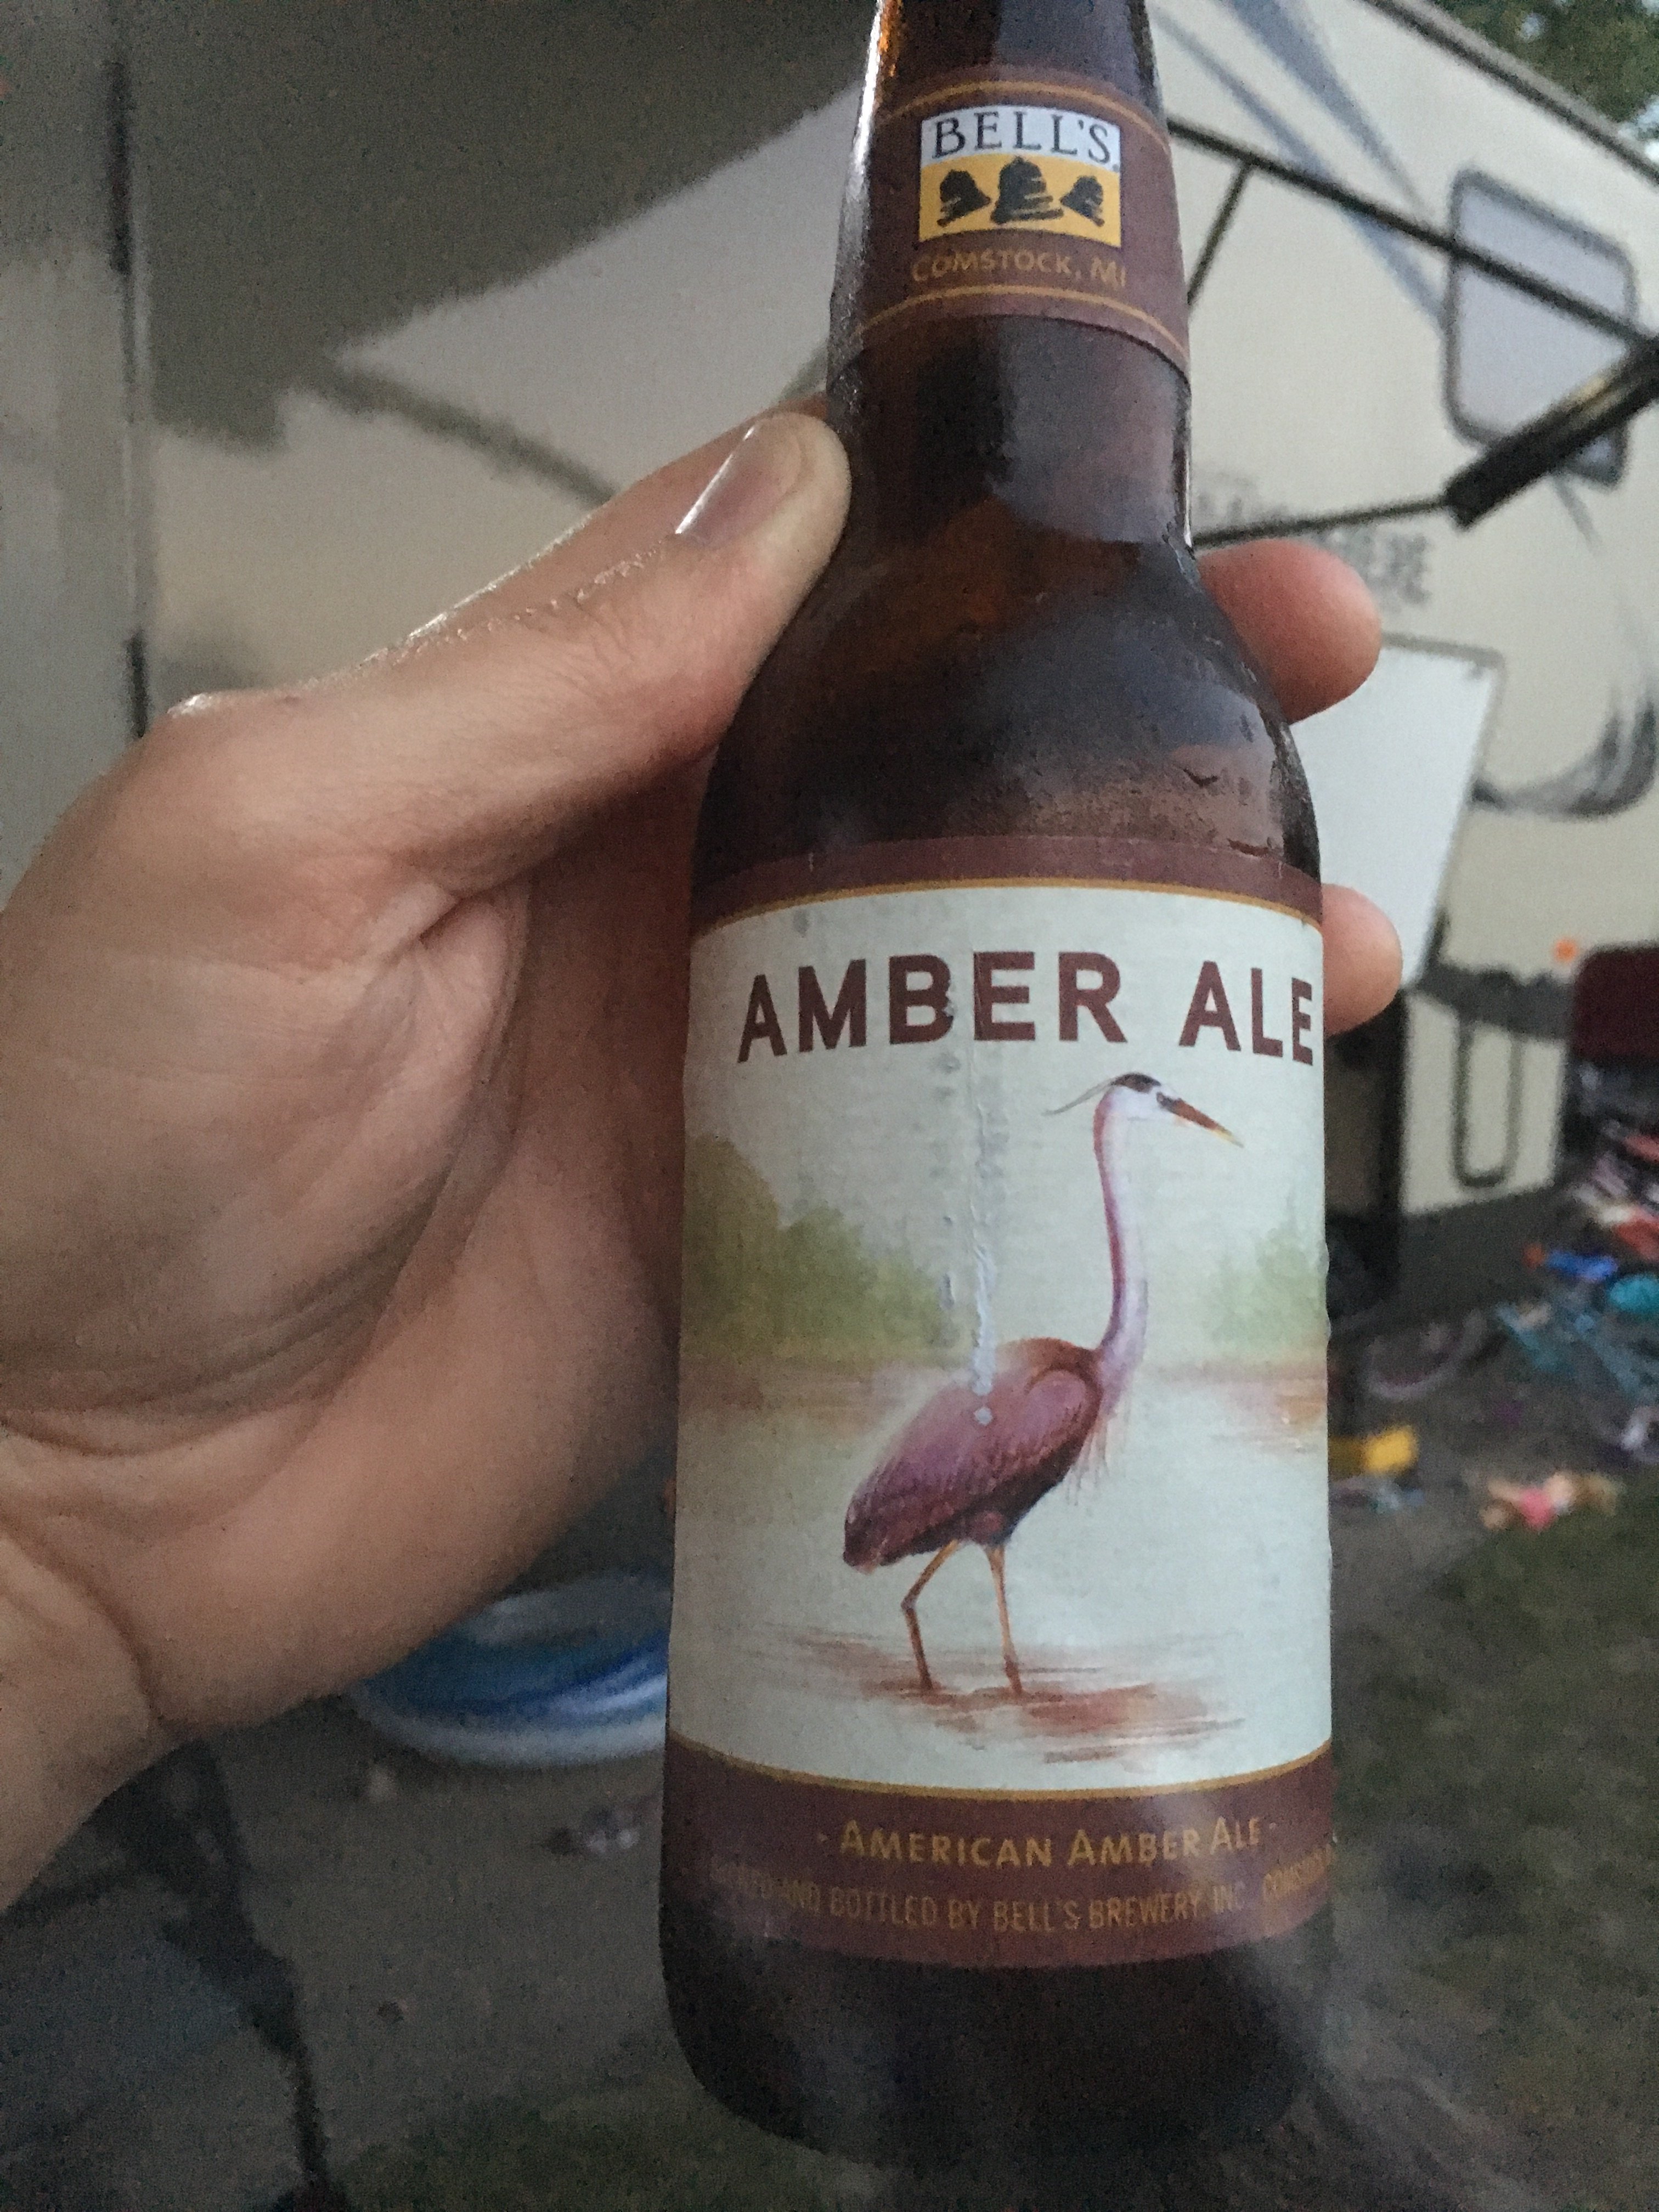 BELL'S
COMSTOCK, MI
AMBER ALE
- AMERICAN AMBER ALE -
AND BOTTLED BY BELL'S BREWERY, INC.